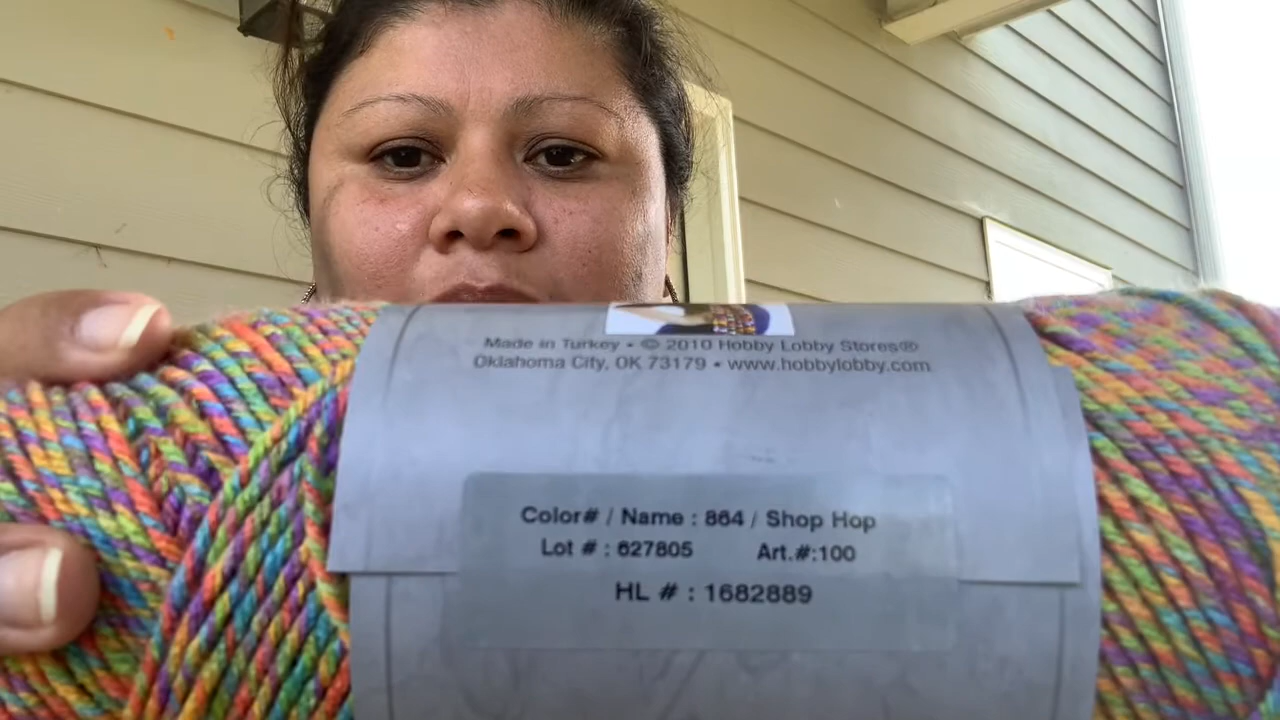 Made in Turkey • © 2010 Hobby Lobby Stores®
Oklahoma City, OK 73179 • www.hobbylobby.com
Color# / Name : 864 / Shop Hop
Lot # : 627805 Art.#:100
HL # : 1682889